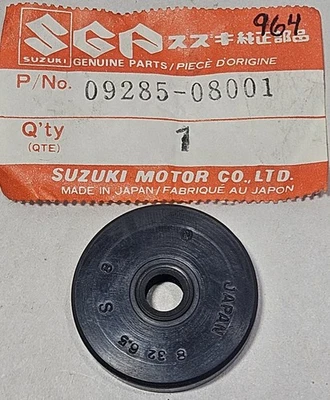 964
SGP スズキ純正部品
SUZUKI GENUINE PARTS/PIÈCE D'ORIGINE
P/No. 09285-08001
Q'ty
(QTE) 1
SUZUKI MOTOR CO., LTD.
MADE IN JAPAN/FABRIQUÉ AU JAPON
S 8
JAPAN
8 32 6.5